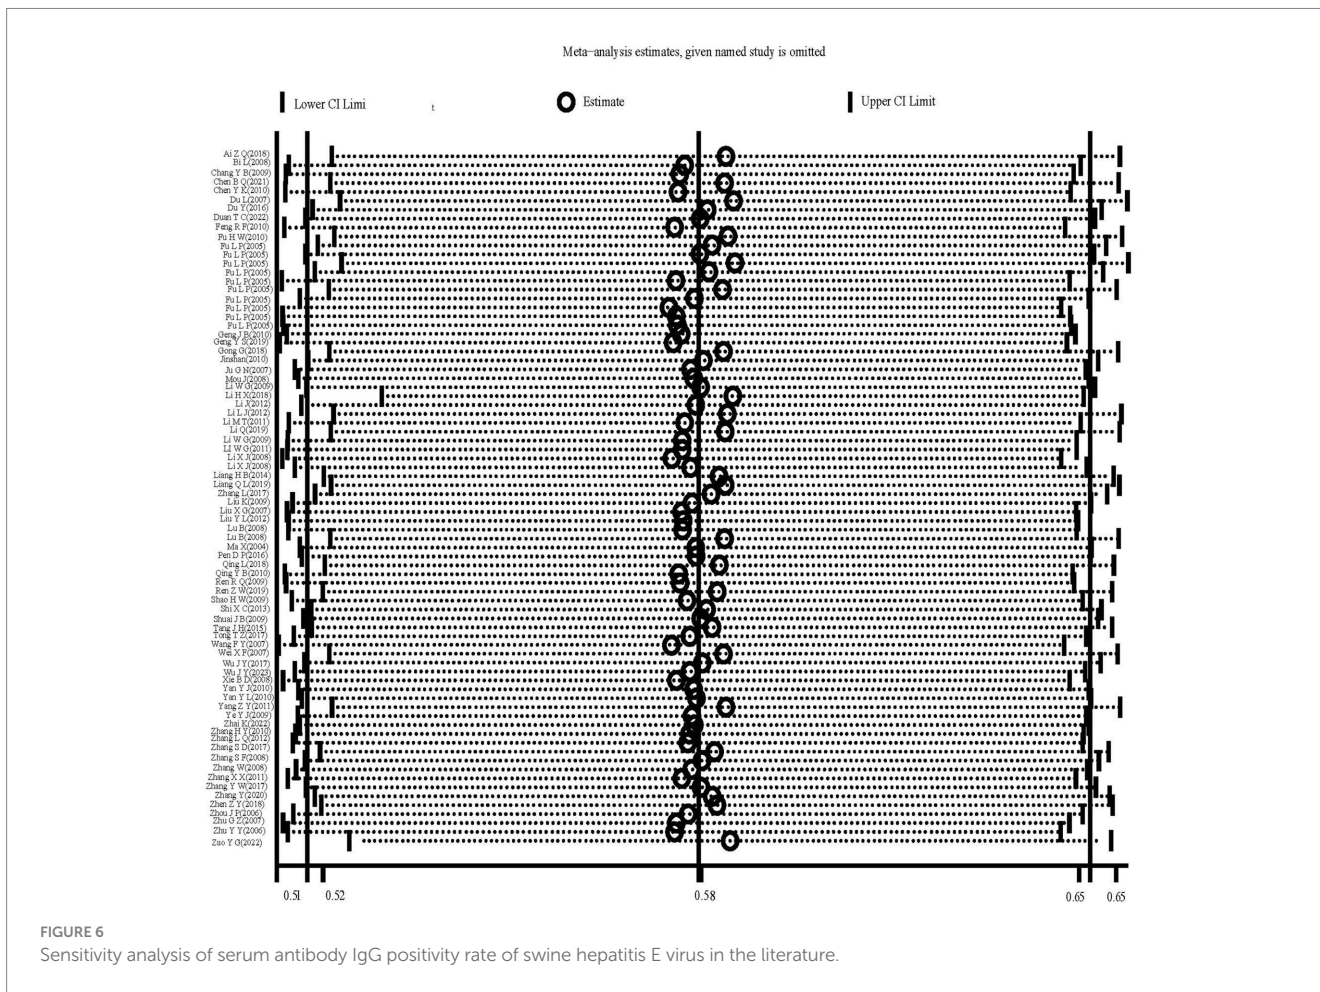 Meta-analysis estimates, given named study is omitted
Lower CI Limi t Estimate Upper CI Limit
Ai Z Q(2018)
Bi L(2008)
Chang Y B(2009)
Chen B Q(2021)
Chen Y K(2010)
Du L(2007)
Du Y(2016)
Duan T C(2022)
Feng R F(2010)
Fu H W(2010)
Fu L P(2005)
Fu L P(2005)
Fu L P(2005)
Fu L P(2005)
Fu L P(2005)
Fu L P(2005)
Fu L P(2005)
Fu L P(2005)
Fu L P(2005)
Fu L P(2005)
Geng J B(2010)
Geng Y S(2019)
Gong G(2018)
Jinshan(2010)
Ju G N(2007)
Mou J(2008)
Li W G(2009)
Li H X(2018)
Li J(2012)
Li L J(2012)
Li M T(2011)
Li Q(2019)
Li W G(2009)
LI W G(2011)
Li X J(2008)
Li X J(2008)
Liang H B(2014)
Liang Q L(2019)
Zhang L(2017)
Liu K(2009)
Liu X G(2007)
Liu Y L(2012)
Lu B(2008)
Lu B(2008)
Ma X(2004)
Pen D P(2016)
Qing L(2018)
Qing Y B(2010)
Ren R Q(2009)
Ren Z W(2019)
Shao H W(2009)
Shi X C(2013)
Shuai J B(2009)
Tang J H(2015)
Tong T Z(2017)
Wang F Y(2007)
Wei X F(2007)
Wu J Y(2017)
Wu J Y(2023)
Xie B D(2008)
Yan Y J(2010)
Yan Y L(2010)
Yang Z Y(2011)
Ye Y J(2009)
Zhai K(2022)
Zhang H Y(2010)
Zhang L Q(2012)
Zhang S D(2017)
Zhang S F(2008)
Zhang W(2008)
Zhang X X(2011)
Zhang Y W(2017)
Zhang Y(2020)
Zhen Z Y(2018)
Zhou J P(2006)
Zhu G Z(2007)
Zhu Y Y(2006)
Zuo Y G(2022)
0.51 0.52 0.58 0.65 0.65
FIGURE 6
Sensitivity analysis of serum antibody IgG positivity rate of swine hepatitis E virus in the literature.